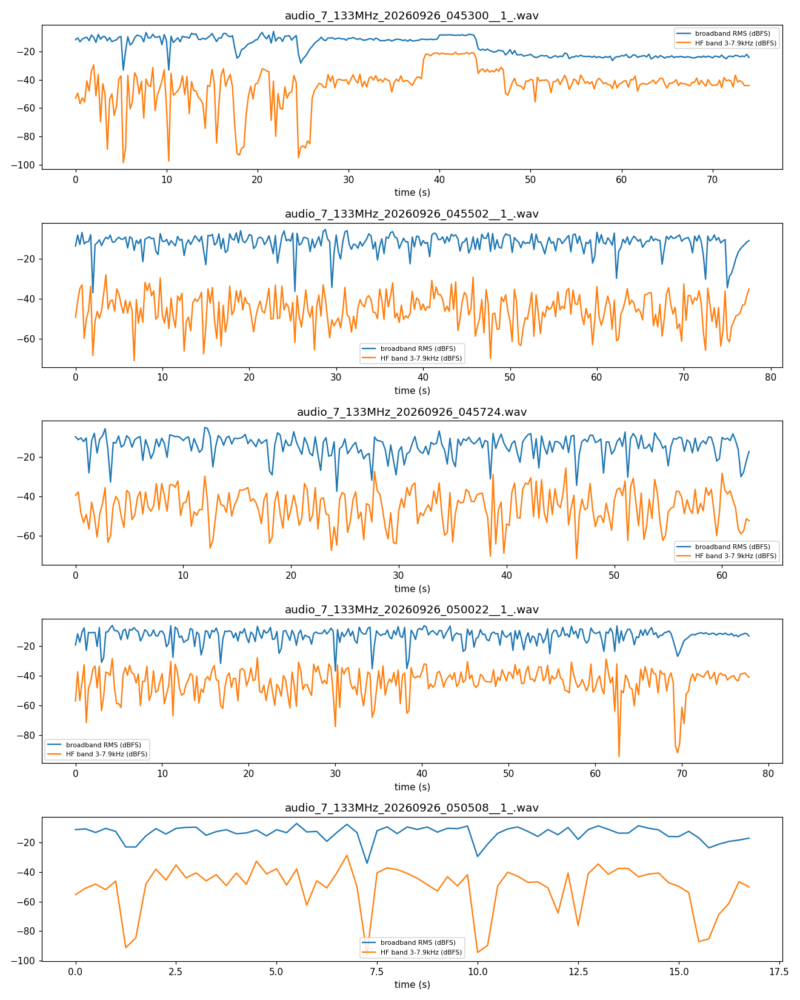 audio_7_133MHz_20260926_045300__1_.wav
broadband RMS (dBFS)
HF band 3-7.9kHz (dBFS)
−20
−40
−60
−80
−100
0 10 20 30 40 50 60 70
time (s)
audio_7_133MHz_20260926_045502__1_.wav
−20
−40
−60
broadband RMS (dBFS)
HF band 3-7.9kHz (dBFS)
0 10 20 30 40 50 60 70 80
time (s)
audio_7_133MHz_20260926_045724.wav
−20
−40
−60
broadband RMS (dBFS)
HF band 3-7.9kHz (dBFS)
0 10 20 30 40 50 60
time (s)
audio_7_133MHz_20260926_050022__1_.wav
−20
−40
−60
−80
broadband RMS (dBFS)
HF band 3-7.9kHz (dBFS)
0 10 20 30 40 50 60 70 80
time (s)
audio_7_133MHz_20260926_050508__1_.wav
−20
−40
−60
−80
−100
broadband RMS (dBFS)
HF band 3-7.9kHz (dBFS)
0.0 2.5 5.0 7.5 10.0 12.5 15.0 17.5
time (s)